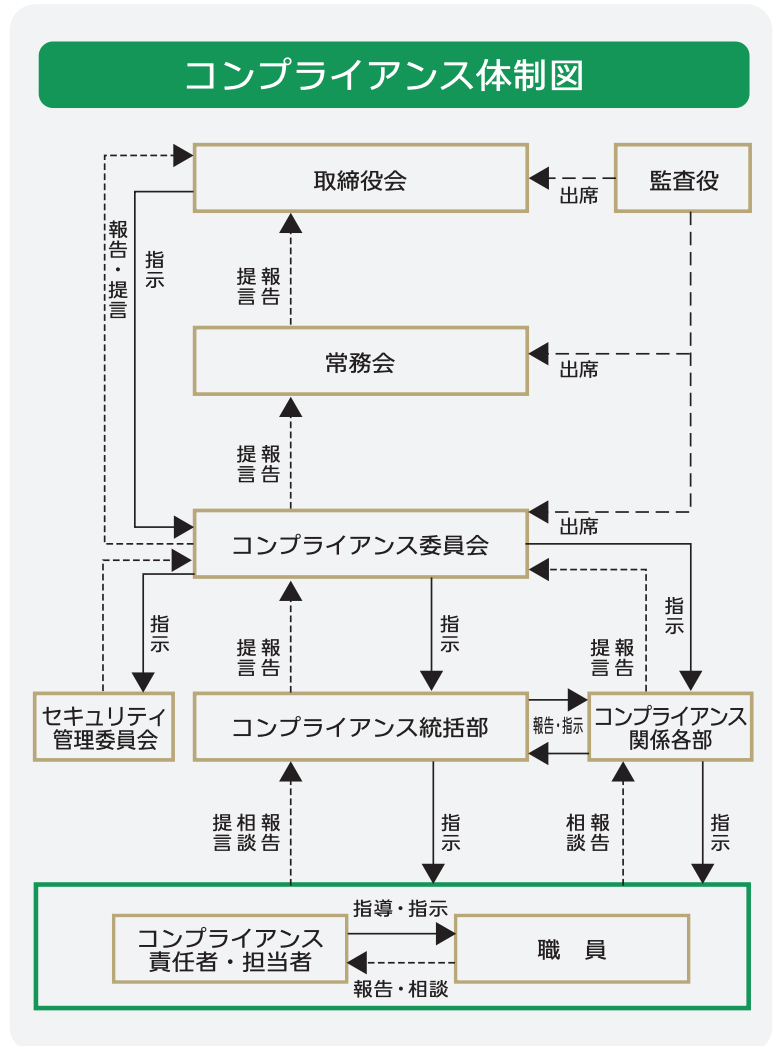 コンプライアンス体制図
取締役会
監査役
出席
報告・提言
指示
報告
提言
常務会
出席
報告
提言
コンプライアンス委員会
出席
指示
報告
提言
指示
報告
提言
指示
セキュリティ
管理委員会
コンプライアンス統括部
報告・指示
コンプライアンス
関係各部
報告
相談
提言
指示
報告
相談
指示
コンプライアンス
責任者・担当者
指導・指示
報告・相談
職　員